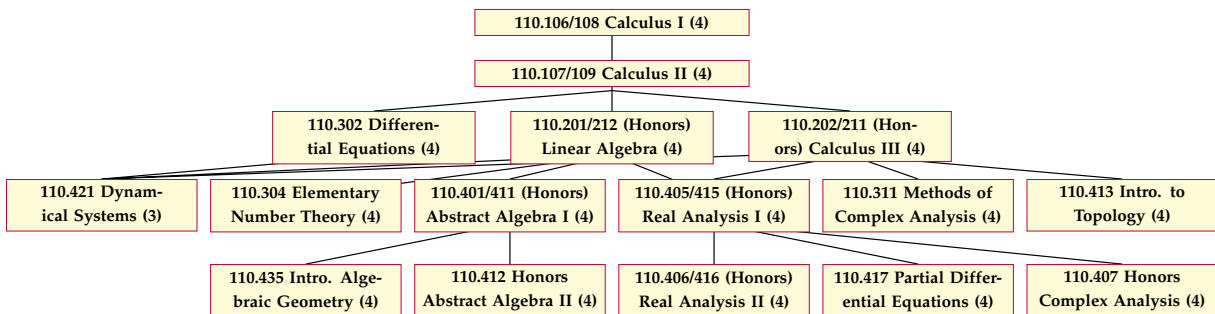 110.106/108 Calculus I (4)
110.107/109 Calculus II (4)
110.302 Differen-
tial Equations (4)
110.201/212 (Honors)
Linear Algebra (4)
110.202/211 (Hon-
ors) Calculus III (4)
110.421 Dynam-
ical Systems (3)
110.304 Elementary
Number Theory (4)
110.401/411 (Honors)
Abstract Algebra I (4)
110.405/415 (Honors)
Real Analysis I (4)
110.311 Methods of
Complex Analysis (4)
110.413 Intro. to
Topology (4)
110.435 Intro. Alge-
braic Geometry (4)
110.412 Honors
Abstract Algebra II (4)
110.406/416 (Honors)
Real Analysis II (4)
110.417 Partial Differ-
ential Equations (4)
110.407 Honors
Complex Analysis (4)